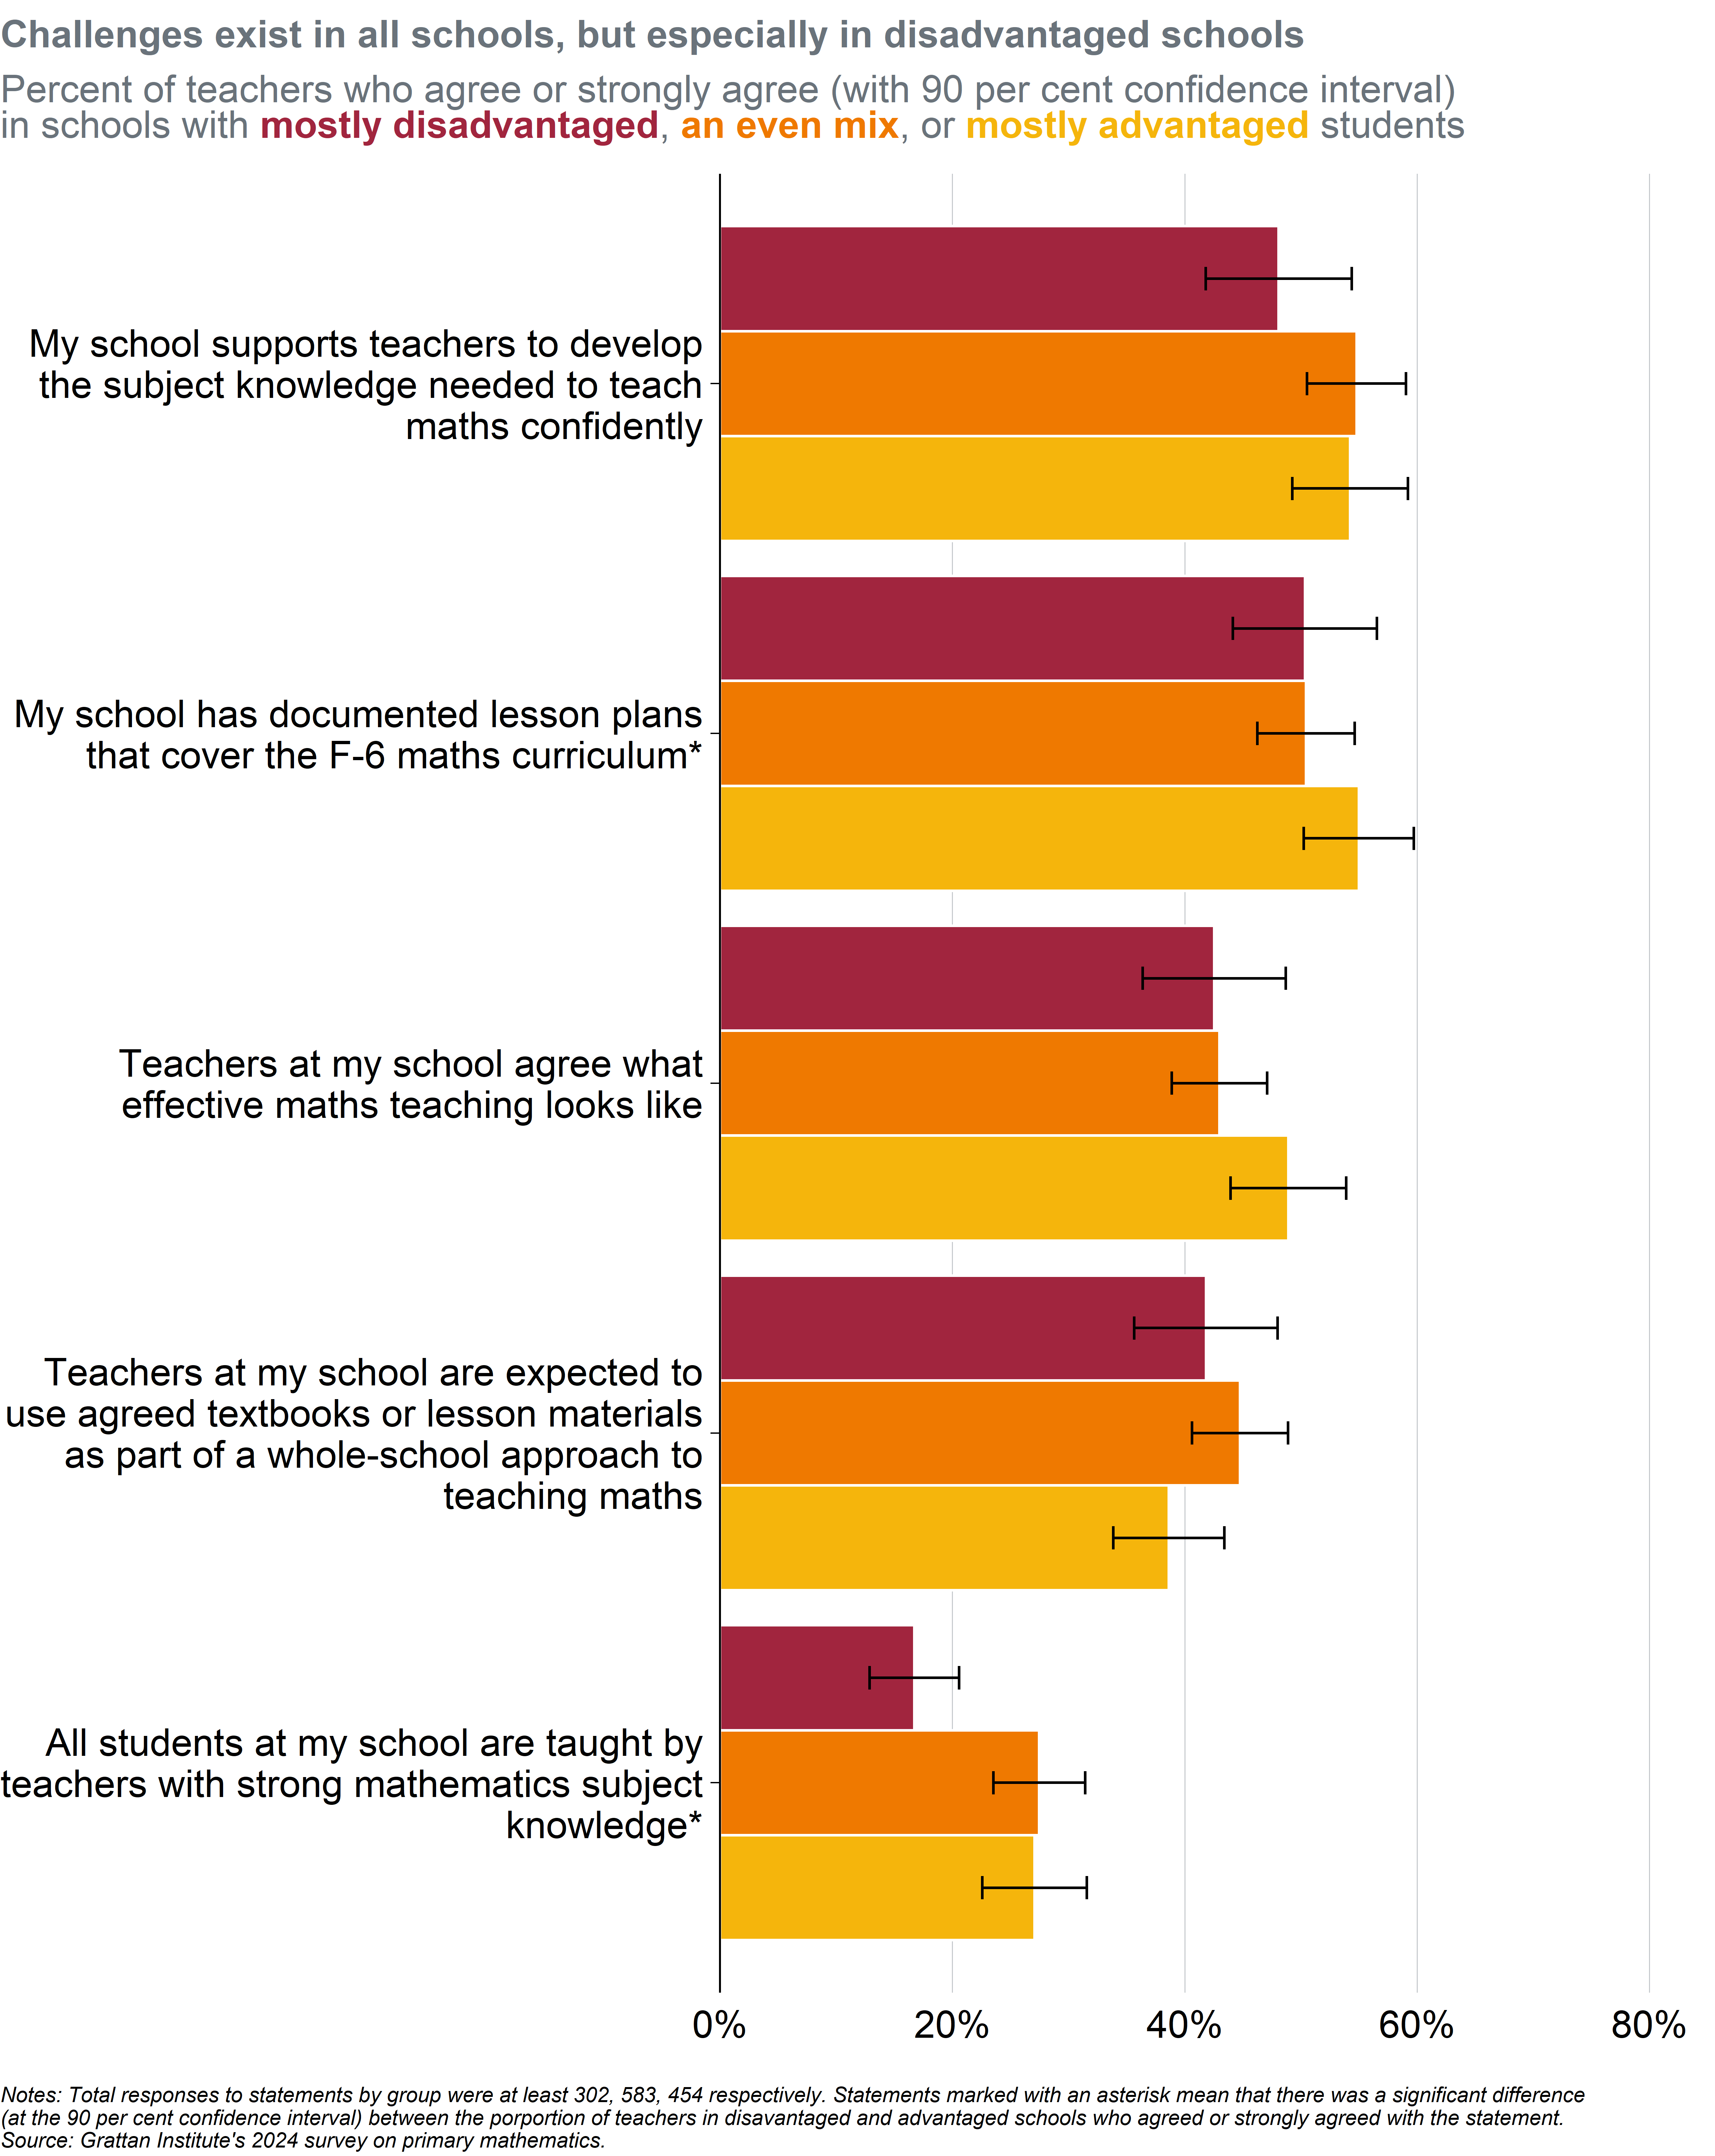 Challenges exist in all schools, but especially in disadvantaged schools
Percent of teachers who agree or strongly agree (with 90 per cent confidence interval)
in schools with mostly disadvantaged, an even mix, or mostly advantaged students
My school supports teachers to develop
the subject knowledge needed to teach
maths confidently
My school has documented lesson plans
that cover the F-6 maths curriculum*
Teachers at my school agree what
effective maths teaching looks like
Teachers at my school are expected to
use agreed textbooks or lesson materials
as part of a whole-school approach to
teaching maths
All students at my school are taught by
teachers with strong mathematics subject
knowledge*
0% 20% 40% 60% 80%
Notes: Total responses to statements by group were at least 302, 583, 454 respectively. Statements marked with an asterisk mean that there was a significant difference
(at the 90 per cent confidence interval) between the porportion of teachers in disavantaged and advantaged schools who agreed or strongly agreed with the statement.
Source: Grattan Institute's 2024 survey on primary mathematics.